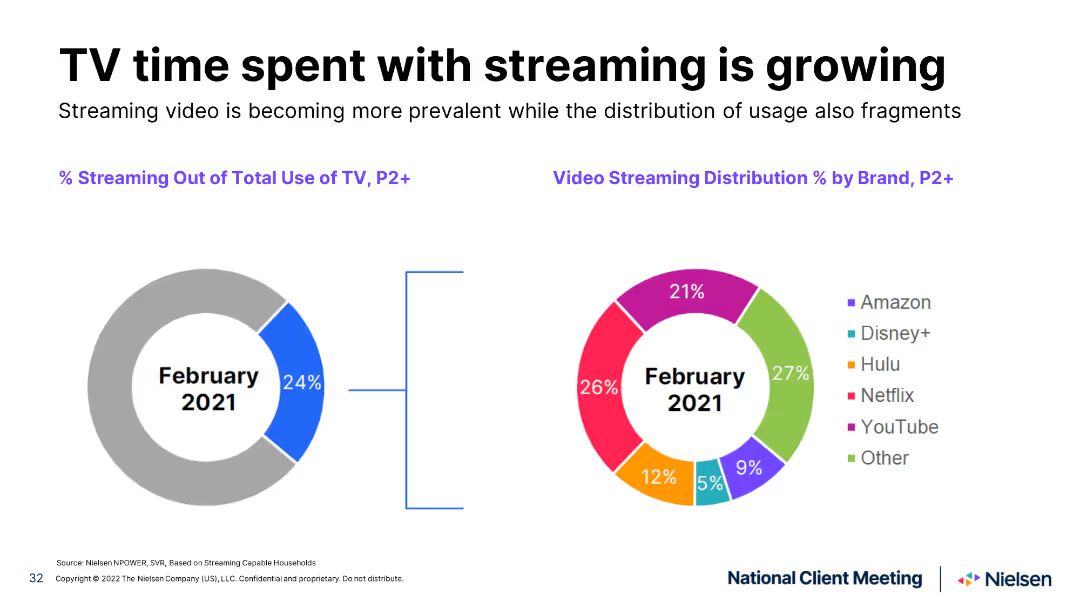 TV time spent with streaming is growing
Streaming video is becoming more prevalent while the distribution of usage also fragments
% Streaming Out of Total Use of TV, P2+
Video Streaming Distribution % by Brand, P2+
February
2021
24%
February
2021
21%
27%
9%
5%
12%
26%
Amazon
Disney+
Hulu
Netflix
YouTube
Other
Source: Nielsen NPOWER, SVR, Based on Streaming Capable Households
32
Copyright © 2022 The Nielsen Company (US), LLC. Confidential and proprietary. Do not distribute.
National Client Meeting
Nielsen